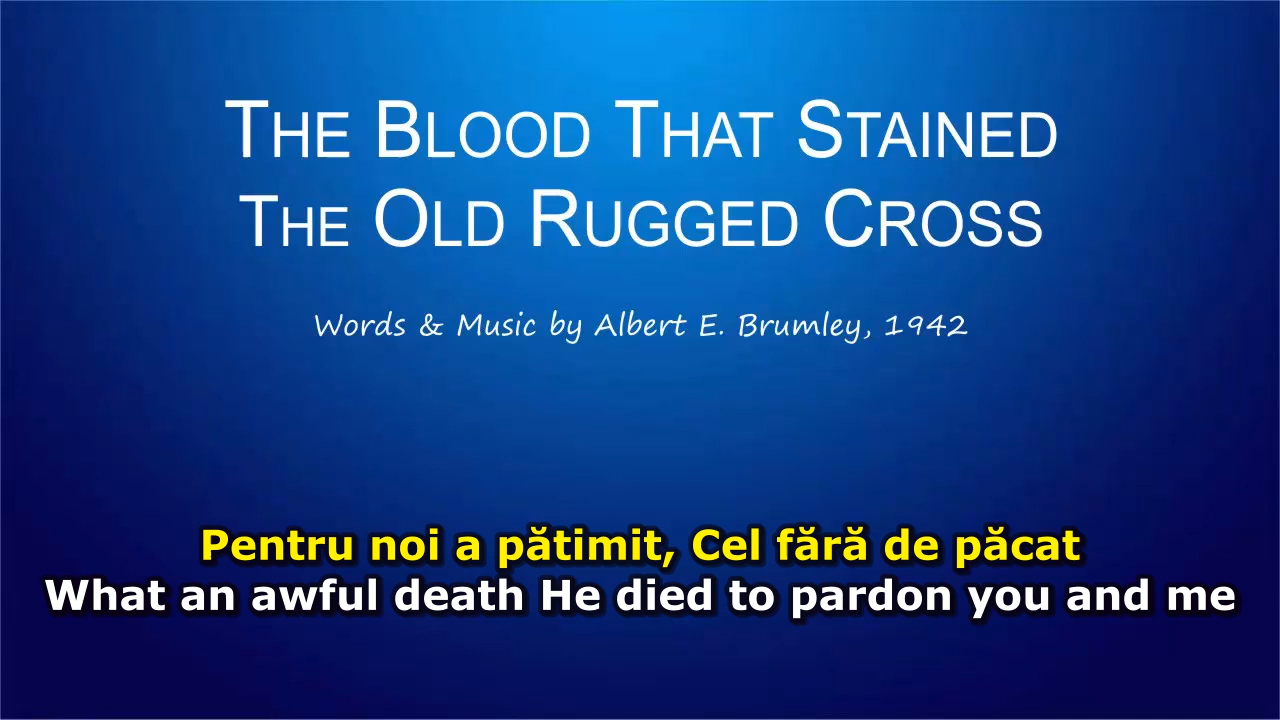 The Blood That Stained
The Old Rugged Cross
Words & Music by Albert E. Brumley, 1942
Pentru noi a pătimit, Cel fără de păcat
What an awful death He died to pardon you and me